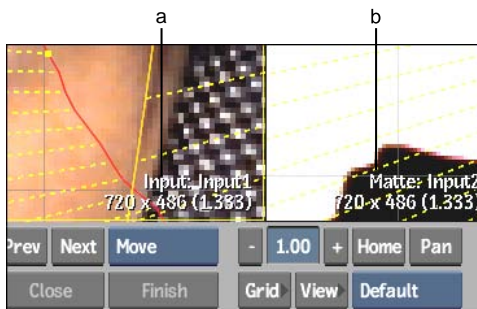 a b
Input: Input1 Matte: Input2
720 x 486 (1.333) 720 x 486 (1.333)
Prev Next Move - 1.00 + Home Pan
Close Finish Grid View Default